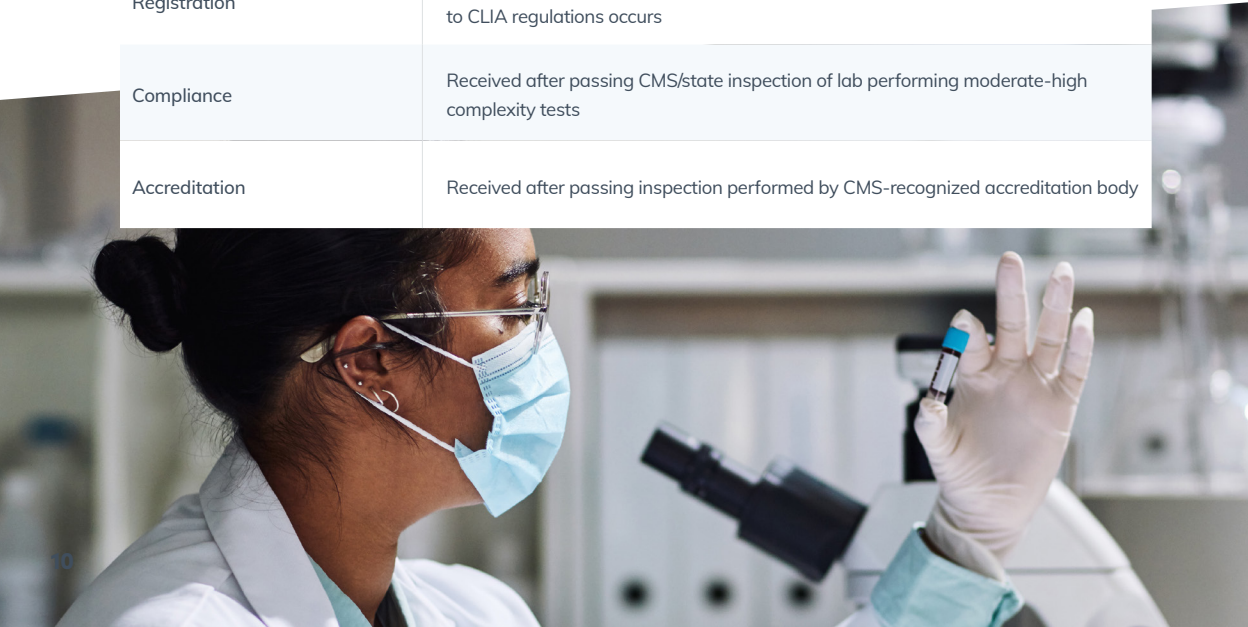 Registration
to CLIA regulations occurs
Compliance
Received after passing CMS/state inspection of lab performing moderate-high
complexity tests
Accreditation
Received after passing inspection performed by CMS-recognized accreditation body
10